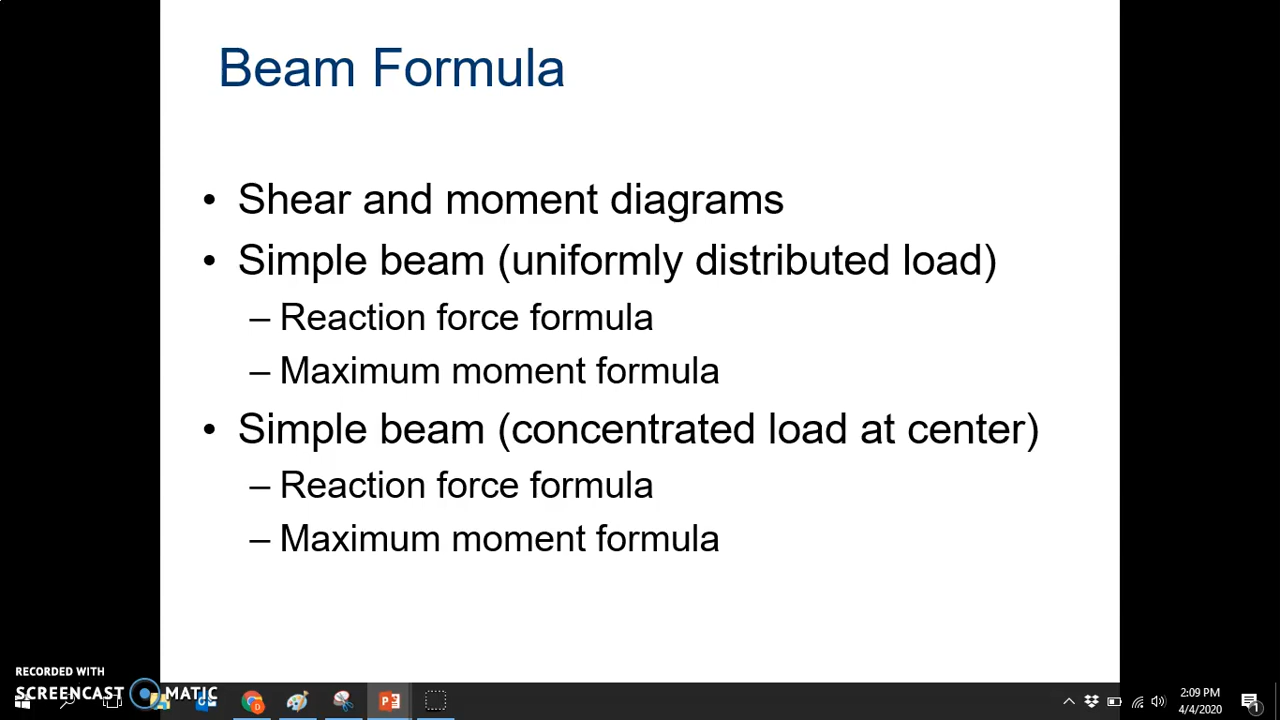 Beam Formula
• Shear and moment diagrams
• Simple beam (uniformly distributed load)
– Reaction force formula
– Maximum moment formula
• Simple beam (concentrated load at center)
– Reaction force formula
– Maximum moment formula
RECORDED WITH
SCREENCAST MATIC
2:09 PM
4/4/2020
1